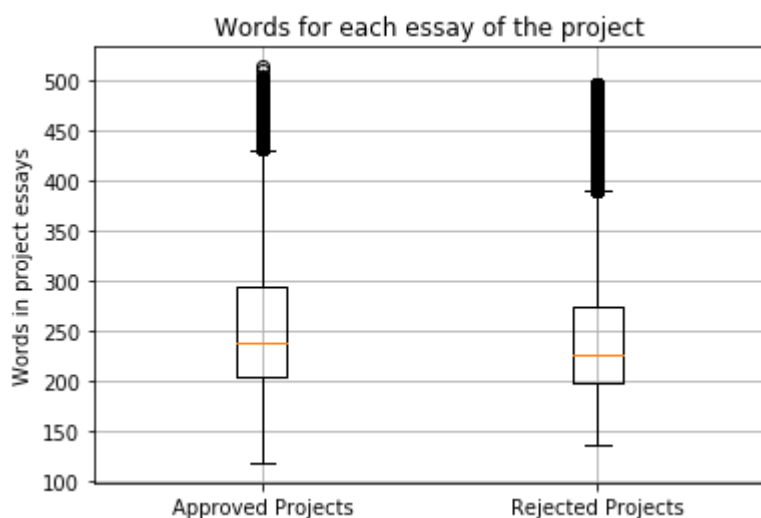 Words for each essay of the project
Words in project essays
500
450
400
350
300
250
200
150
100
Approved Projects
Rejected Projects